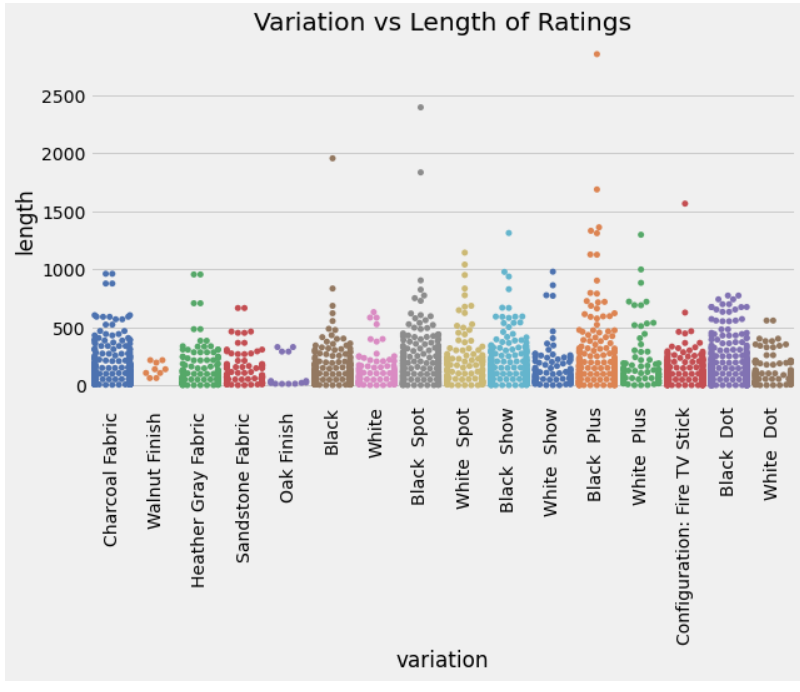 Variation vs Length of Ratings
length
2500
2000
1500
1000
500
0
Charcoal Fabric
Walnut Finish
Heather Gray Fabric
Sandstone Fabric
Oak Finish
Black
White
Black  Spot
White  Spot
Black  Show
White  Show
Black  Plus
White  Plus
Configuration: Fire TV Stick
Black  Dot
White  Dot
variation